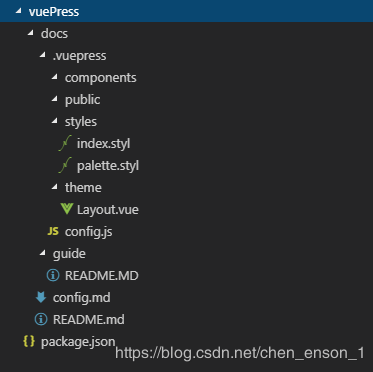 vuePress
docs
.vuepress
components
public
styles
index.styl
palette.styl
theme
Layout.vue
JS config.js
guide
README.MD
config.md
README.md
{ } package.json
https://blog.csdn.net/chen_enson_1